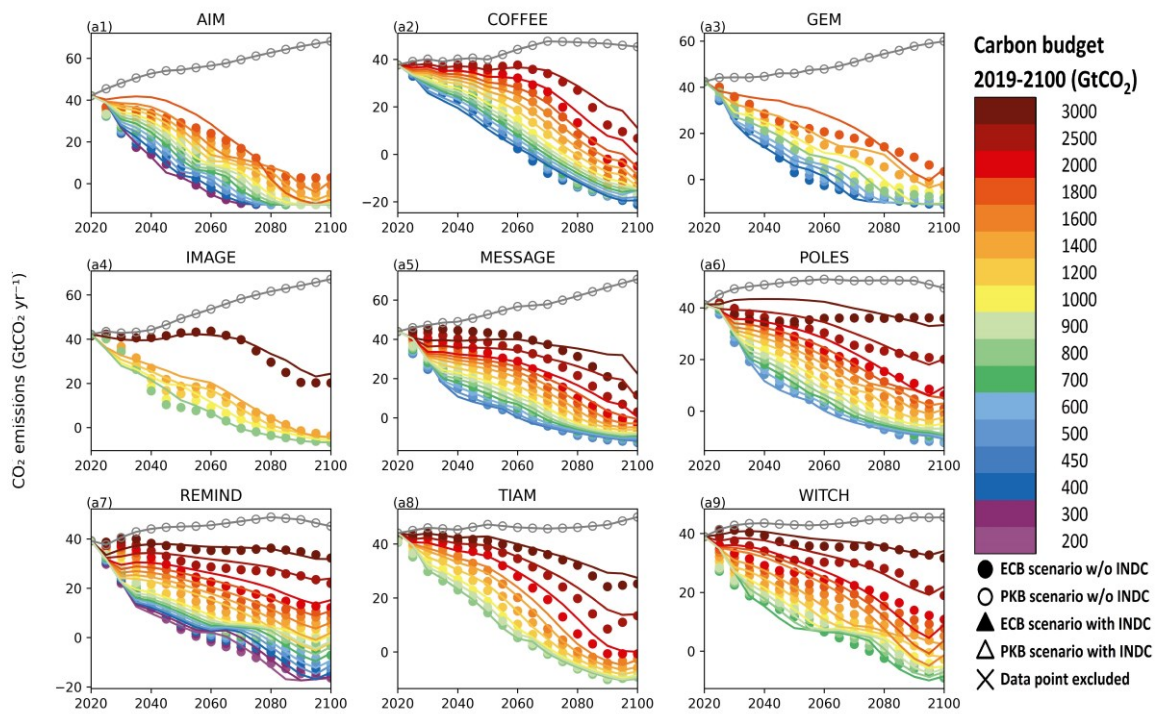 AIM
COFFEE
GEM
(a1)
(a2)
(a3)
60
40
20
0
40
20
0
−20
60
40
20
0
2020 2040 2060 2080 2100
2020 2040 2060 2080 2100
2020 2040 2060 2080 2100
IMAGE
MESSAGE
POLES
(a4)
(a5)
(a6)
60
40
20
0
60
40
20
0
40
20
0
2020 2040 2060 2080 2100
2020 2040 2060 2080 2100
2020 2040 2060 2080 2100
REMIND
TIAM
WITCH
(a7)
(a8)
(a9)
40
20
0
−20
40
20
0
40
20
0
2020 2040 2060 2080 2100
2020 2040 2060 2080 2100
2020 2040 2060 2080 2100
CO₂ emissions (GtCO₂ yr⁻¹)
Carbon budget
2019-2100 (GtCO₂)
3000
2500
2000
1800
1600
1400
1200
1000
900
800
700
600
500
450
400
300
200
ECB scenario w/o INDC
PKB scenario w/o INDC
ECB scenario with INDC
PKB scenario with INDC
Data point excluded